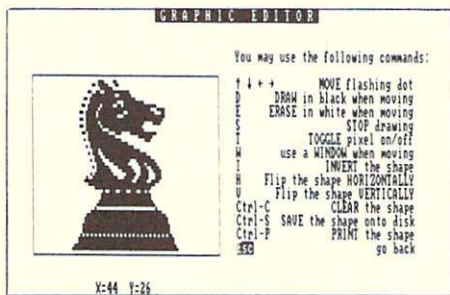 GRAPHIC EDITOR
You may use the following commands:
↑ ↓ ← → MOVE flashing dot
D DRAW in black when moving
E ERASE in white when moving
S STOP drawing
T TOGGLE pixel on/off
W use a WINDOW when moving
I INVERT the shape
H Flip the shape HORIZONTALLY
V Flip the shape VERTICALLY
Ctrl-C CLEAR the shape
Ctrl-S SAVE the shape onto disk
Ctrl-P PRINT the shape
ESC go back
X=44 Y=26